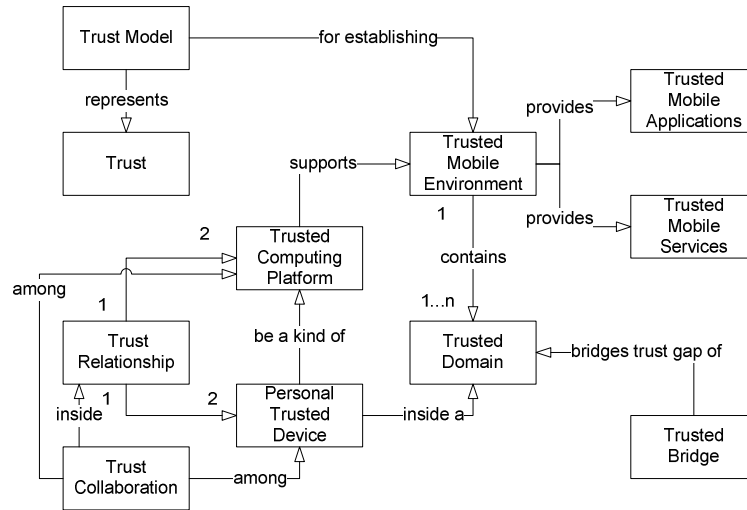 Trust Model
for establishing
represents
Trust
Trusted
Mobile
Applications
provides
Trusted
Mobile
Environment
supports
provides
Trusted
Mobile
Services
1
2
Trusted
Computing
Platform
contains
among
1
1...n
Trust
Relationship
be a kind of
Trusted
Domain
bridges trust gap of
1
2
inside
Personal
Trusted
Device
inside a
Trusted
Bridge
Trust
Collaboration
among